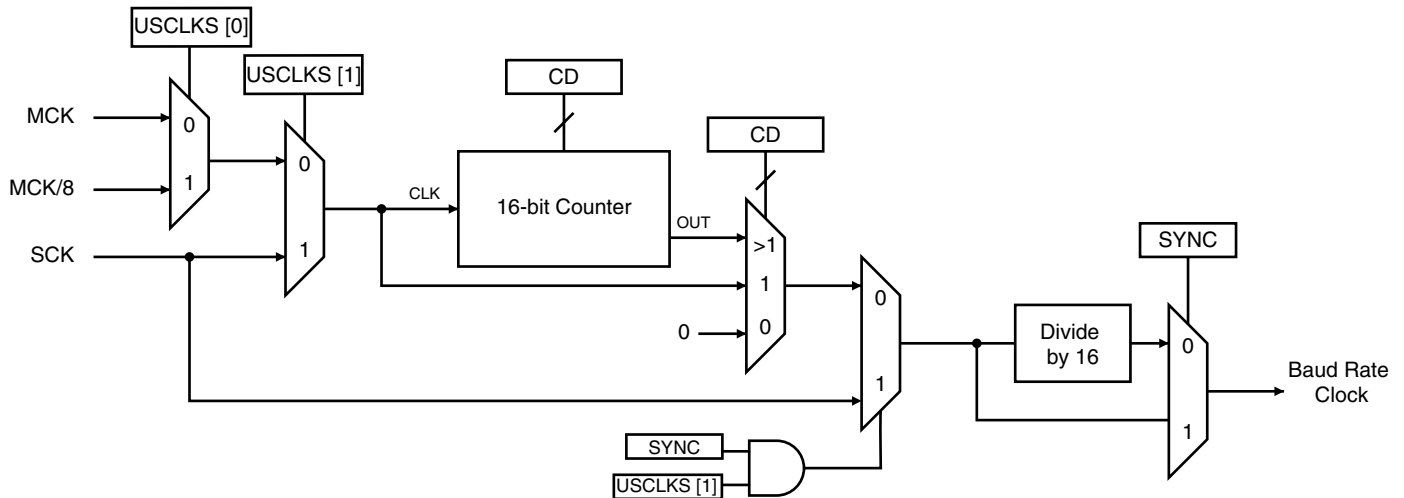 USCLKS [0]
USCLKS [1]
CD
CD
MCK
0
0
MCK/8
1
CLK
16-bit Counter
OUT
SYNC
SCK
1
>1
1
0
0
0
Divide
by 16
0
1
1
Baud Rate
Clock
SYNC
USCLKS [1]